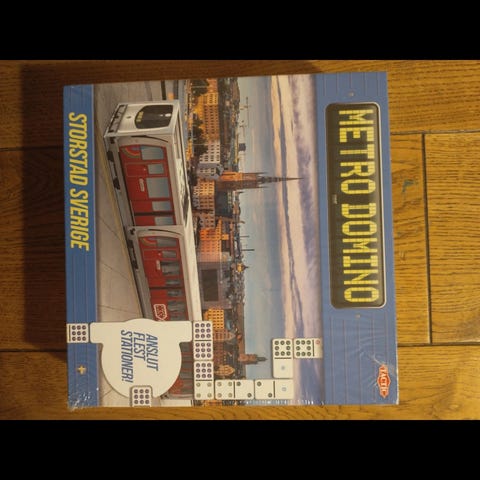 METRO DOMINO
STORSTAD SVERIGE
ANSLUT
FLEST
STATIONER!
TACTIC